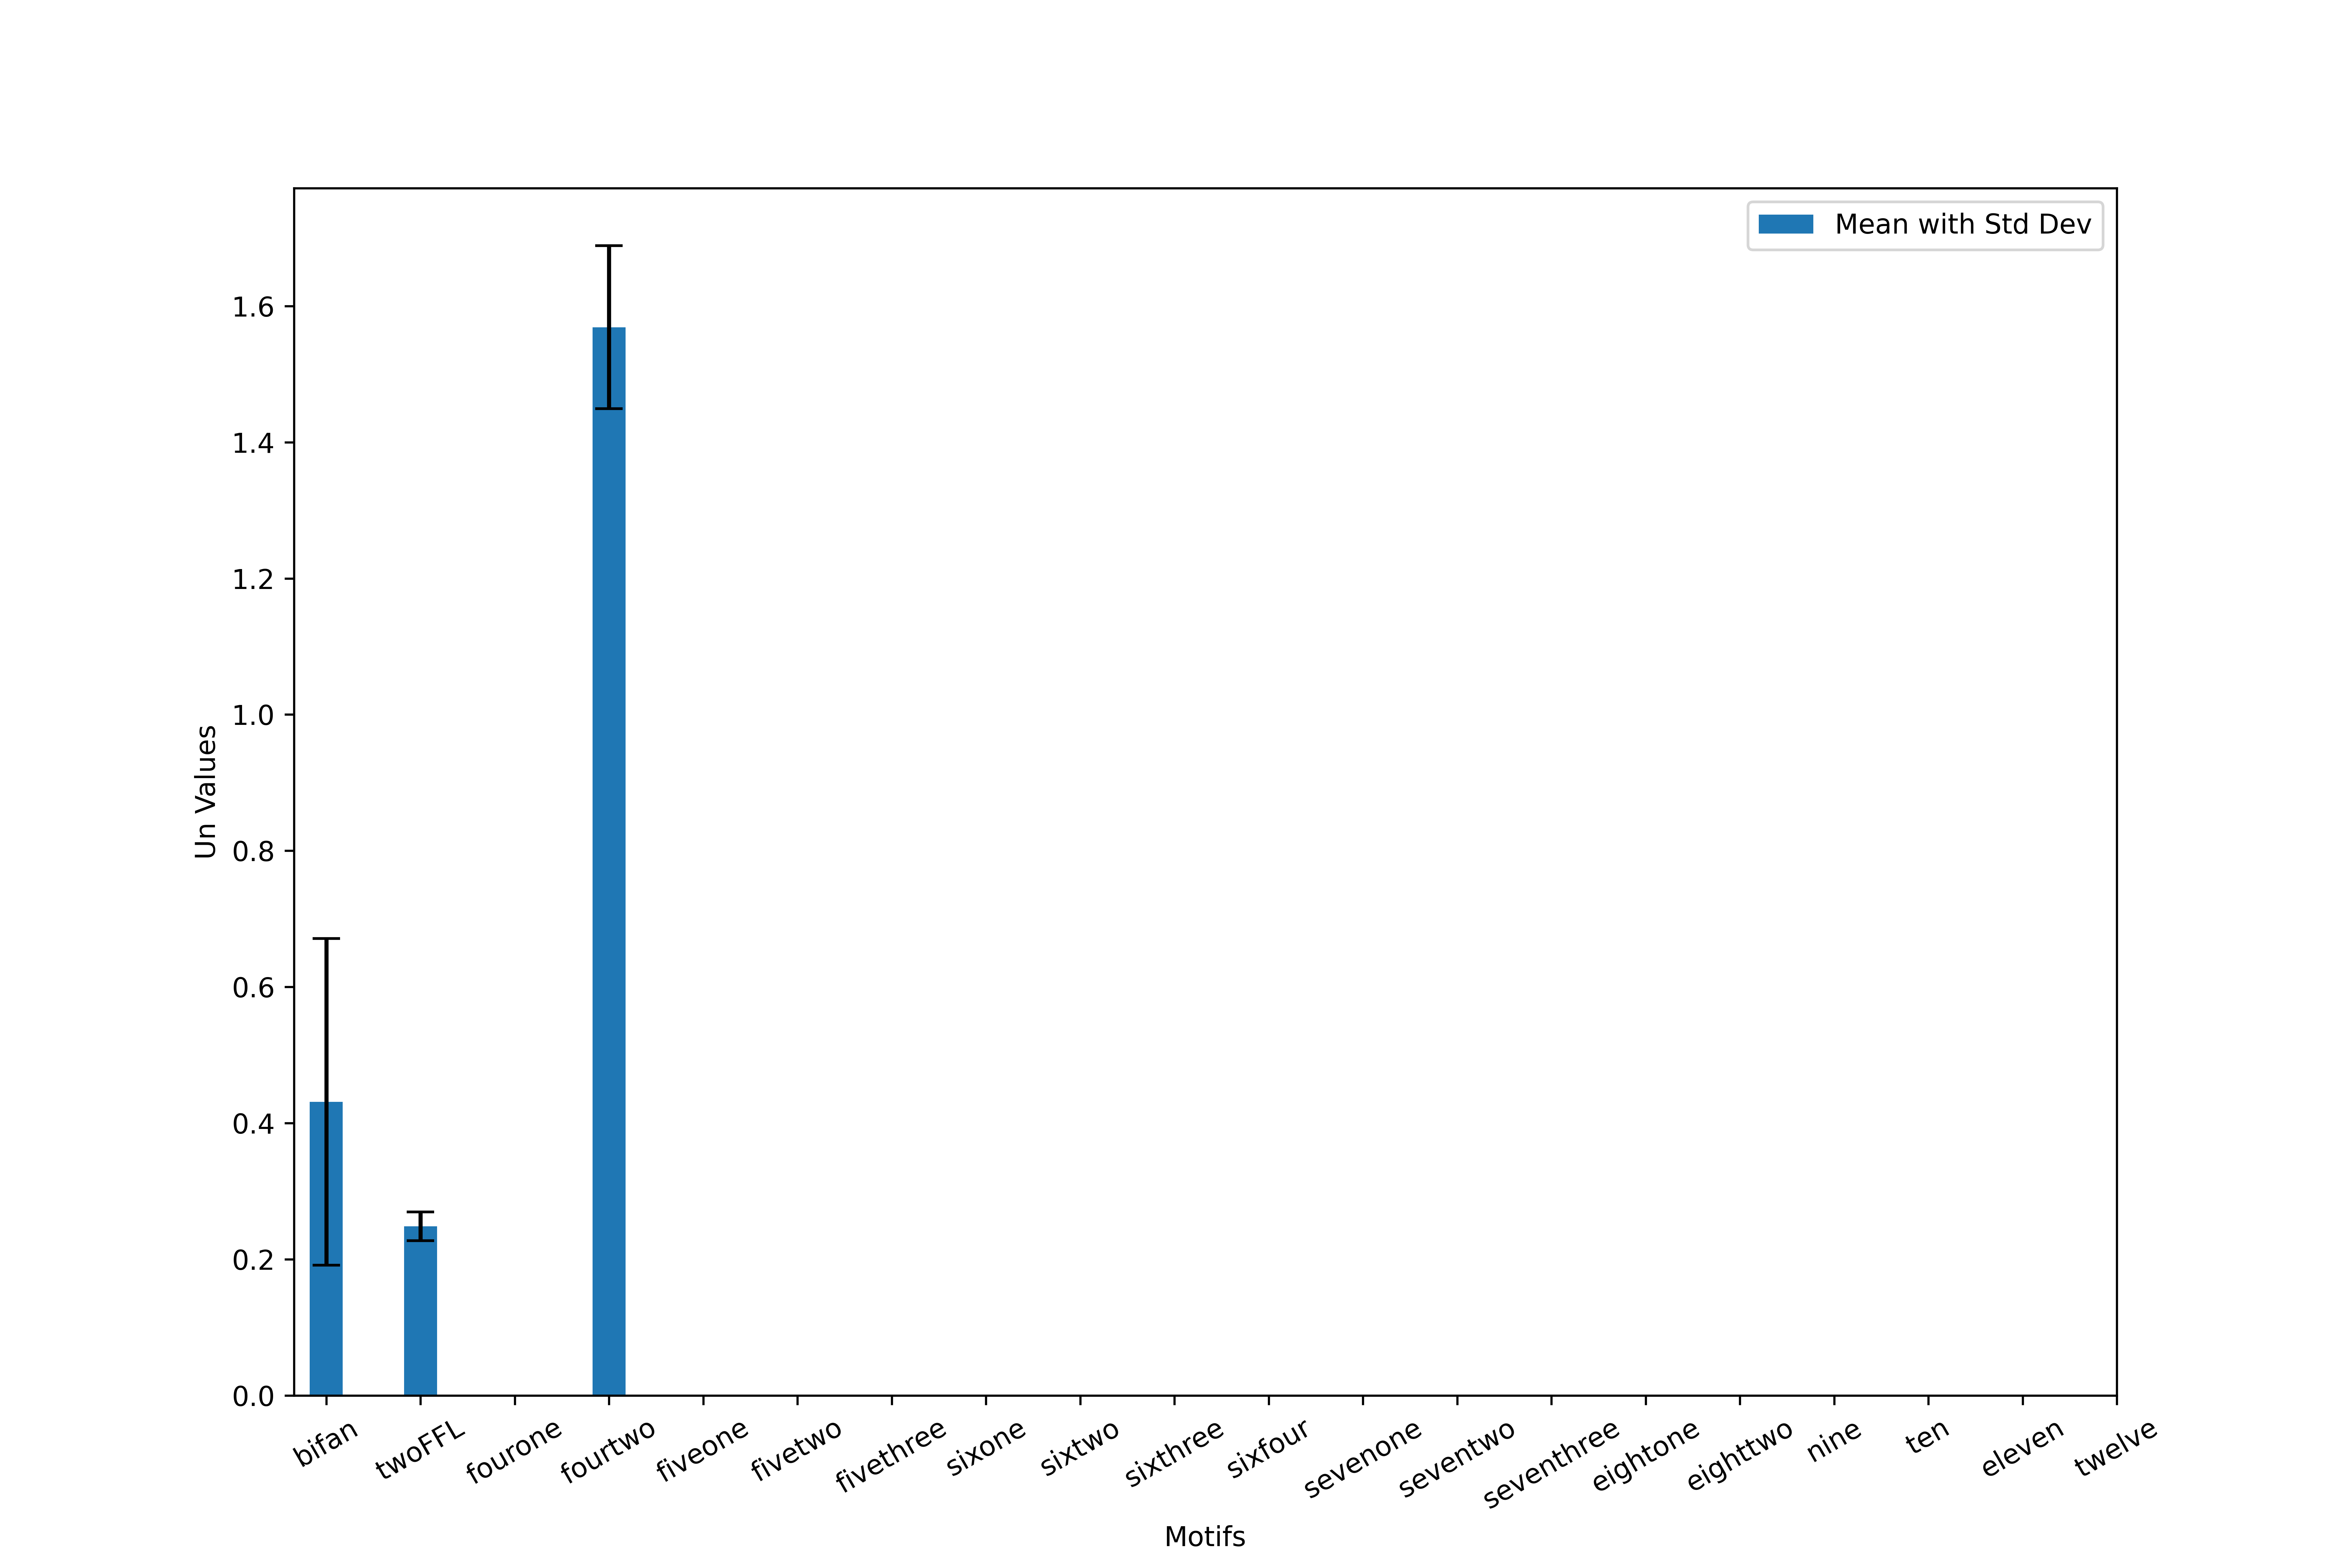 Mean with Std Dev
1.6
1.4
1.2
1.0
0.8
0.6
0.4
0.2
0.0
Un Values
bifan
twoFFL
fourone
fourtwo
fiveone
fivetwo
fivethree
sixone
sixtwo
sixthree
sixfour
sevenone
seventwo
seventhree
eightone
eighttwo
nine
ten
eleven
twelve
Motifs